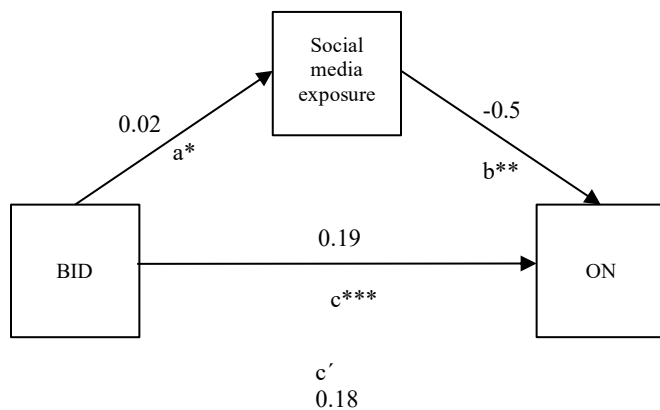 Social
media
exposure
0.02
a*
-0.5
b**
BID
0.19
c***
ON
c´
0.18